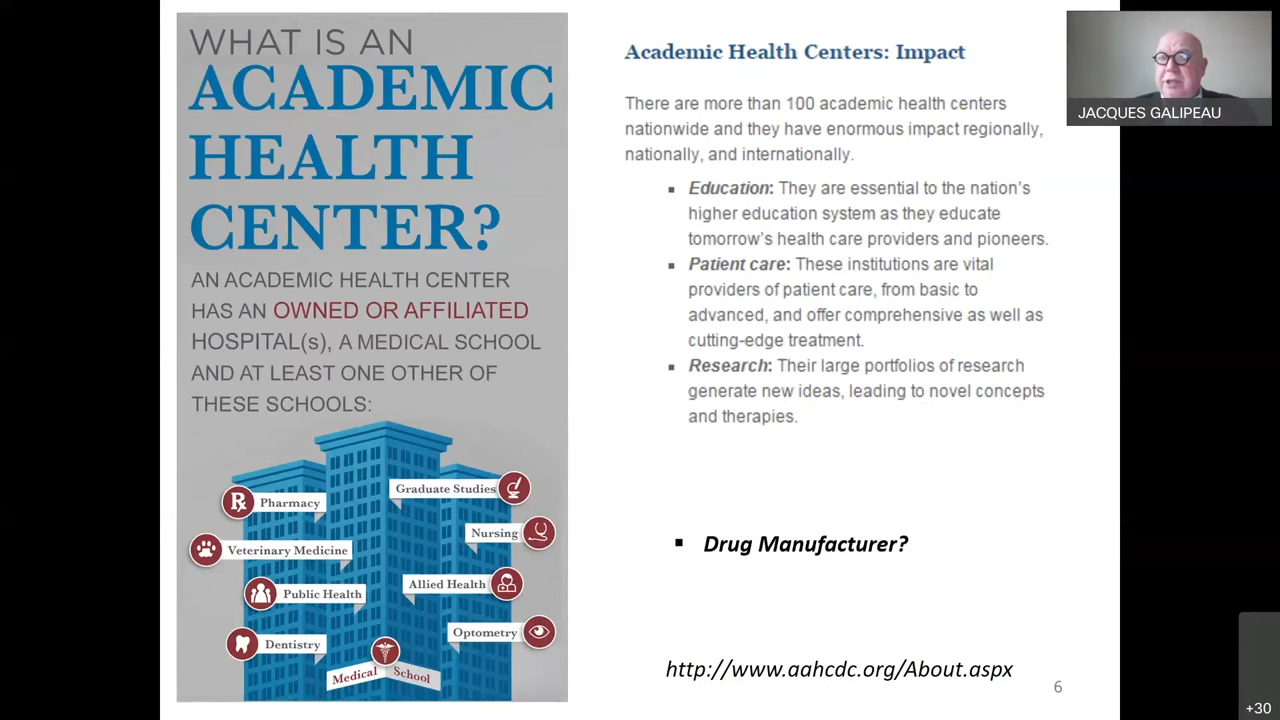 WHAT IS AN
ACADEMIC
HEALTH
CENTER?
AN ACADEMIC HEALTH CENTER
HAS AN OWNED OR AFFILIATED
HOSPITAL(s), A MEDICAL SCHOOL
AND AT LEAST ONE OTHER OF
THESE SCHOOLS:
Pharmacy
Graduate Studies
Nursing
Veterinary Medicine
Allied Health
Public Health
Optometry
Dentistry
Medical School
Academic Health Centers: Impact
There are more than 100 academic health centers
nationwide and they have enormous impact regionally,
nationally, and internationally.
▪ Education: They are essential to the nation's
higher education system as they educate
tomorrow's health care providers and pioneers.
▪ Patient care: These institutions are vital
providers of patient care, from basic to
advanced, and offer comprehensive as well as
cutting-edge treatment.
▪ Research: Their large portfolios of research
generate new ideas, leading to novel concepts
and therapies.
▪ Drug Manufacturer?
http://www.aahcdc.org/About.aspx
6
JACQUES GALIPEAU
+30